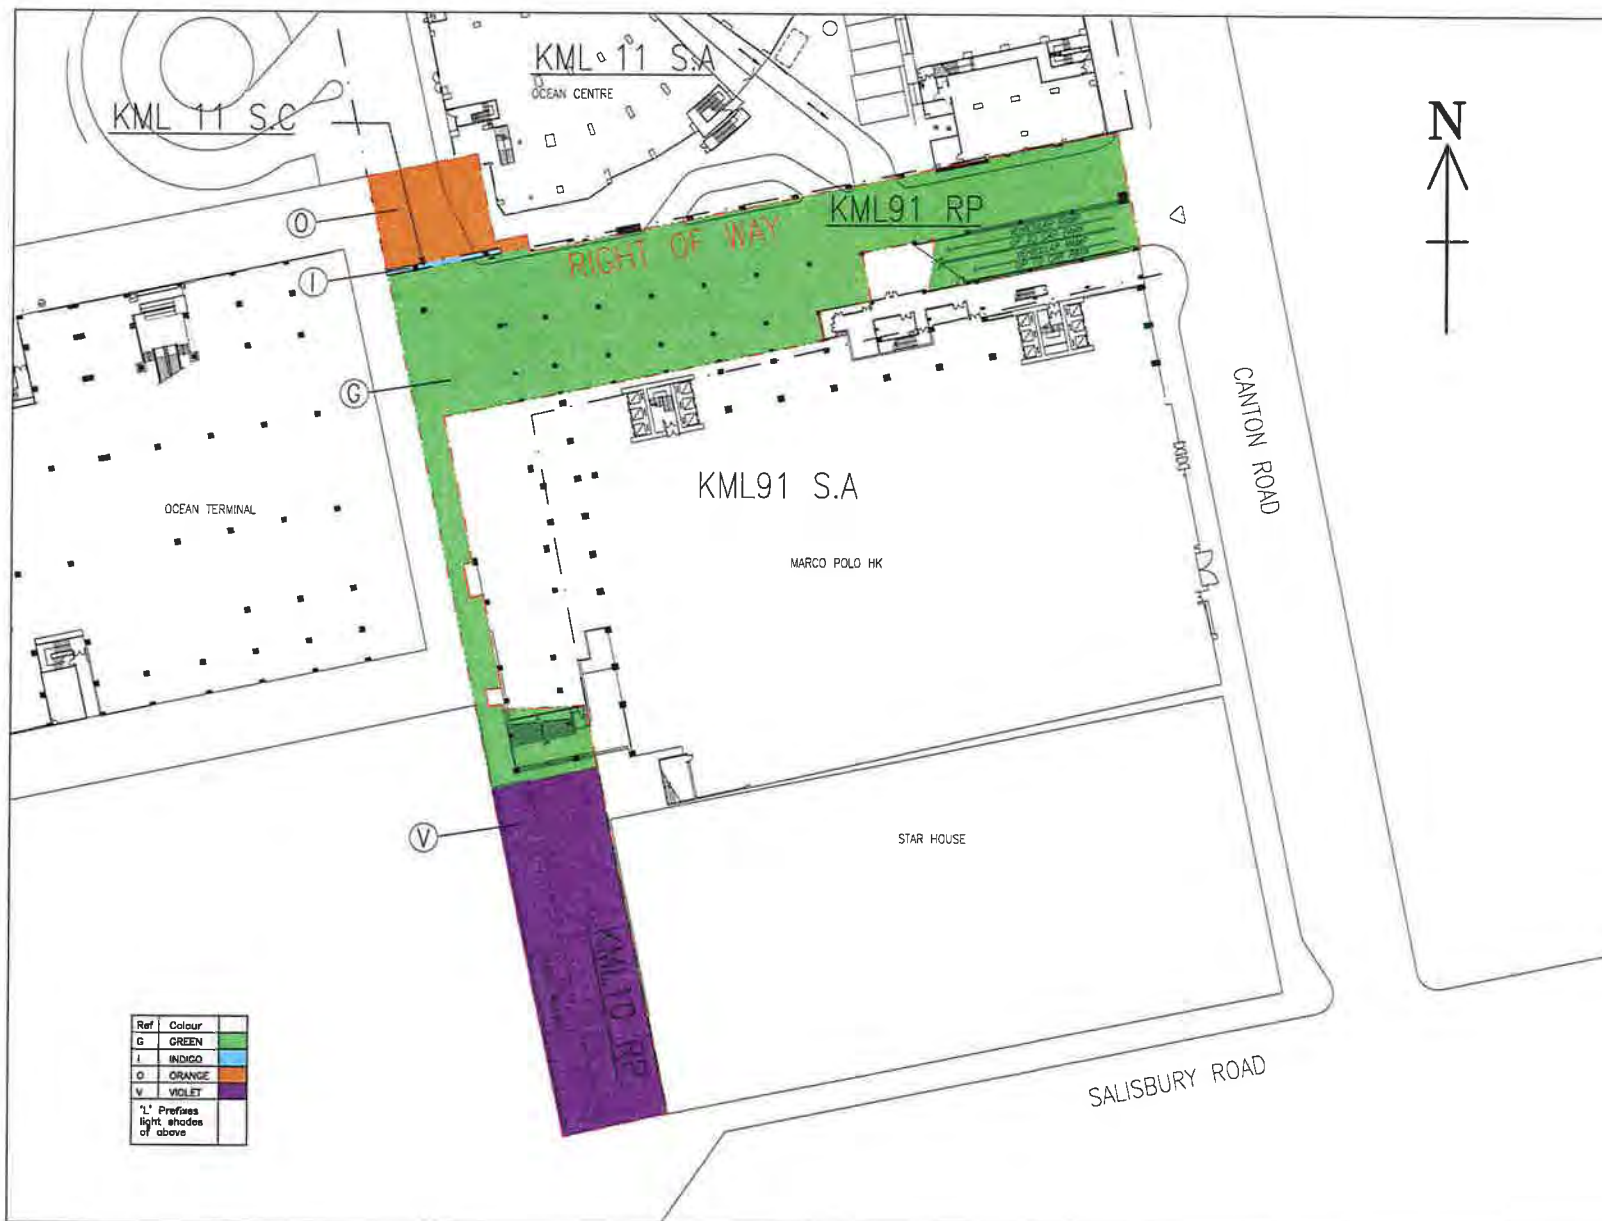 KML 11 S.A
OCEAN CENTRE
KML 11 S.C
N
O
KML91 RP
RIGHT OF WAY
I
G
CANTON ROAD
KML91 S.A
OCEAN TERMINAL
MARCO POLO HK
V
STAR HOUSE
KML10 RP
Ref Colour
G GREEN
I INDIGO
O ORANGE
V VIOLET
'L' Prefixes
light shades
of above
SALISBURY ROAD